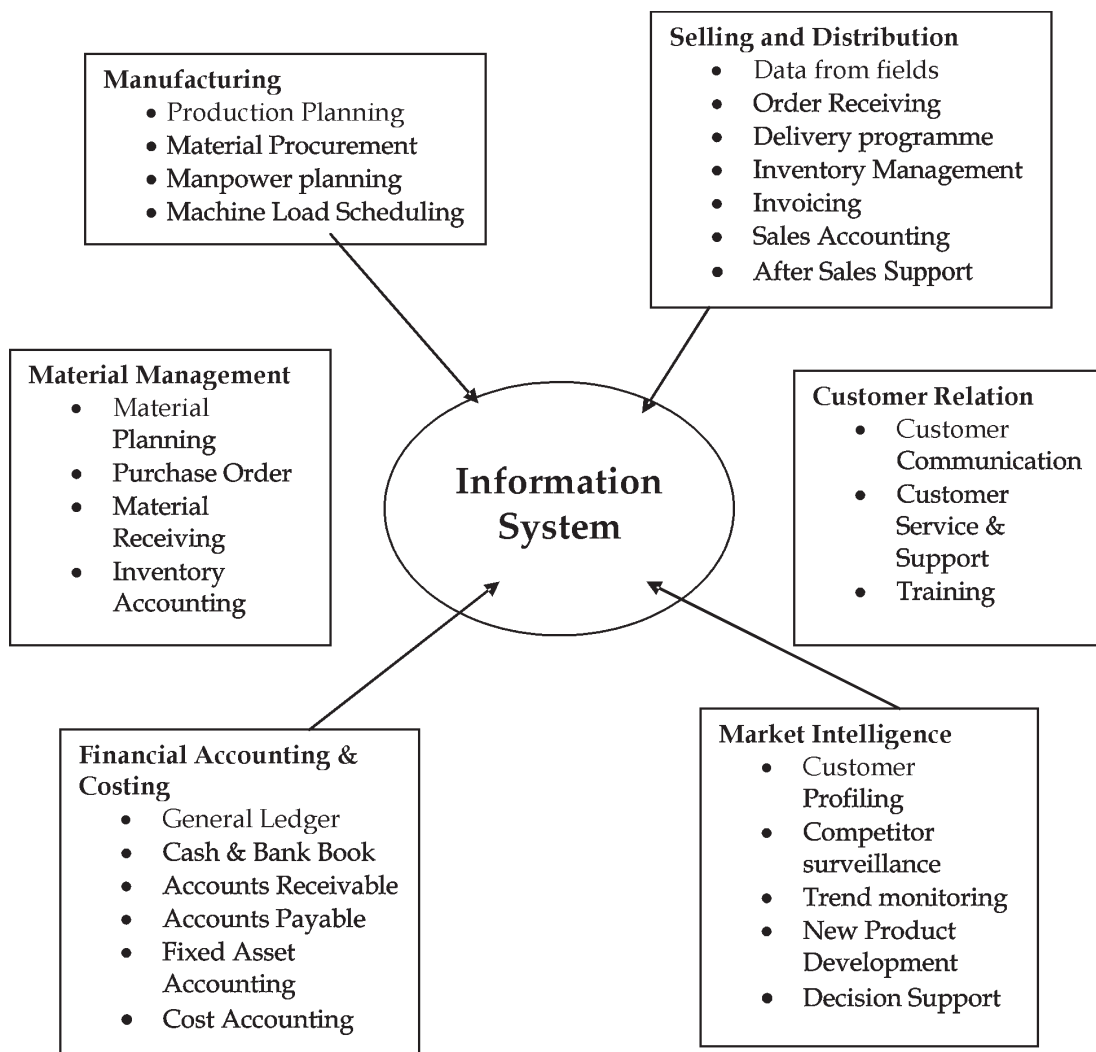 Manufacturing
• Production Planning
• Material Procurement
• Manpower planning
• Machine Load Scheduling
Selling and Distribution
• Data from fields
• Order Receiving
• Delivery programme
• Inventory Management
• Invoicing
• Sales Accounting
• After Sales Support
Material Management
• Material
Planning
• Purchase Order
• Material
Receiving
• Inventory
Accounting
Information
System
Customer Relation
• Customer
Communication
• Customer
Service &
Support
• Training
Financial Accounting &
Costing
• General Ledger
• Cash & Bank Book
• Accounts Receivable
• Accounts Payable
• Fixed Asset
Accounting
• Cost Accounting
Market Intelligence
• Customer
Profiling
• Competitor
surveillance
• Trend monitoring
• New Product
Development
• Decision Support